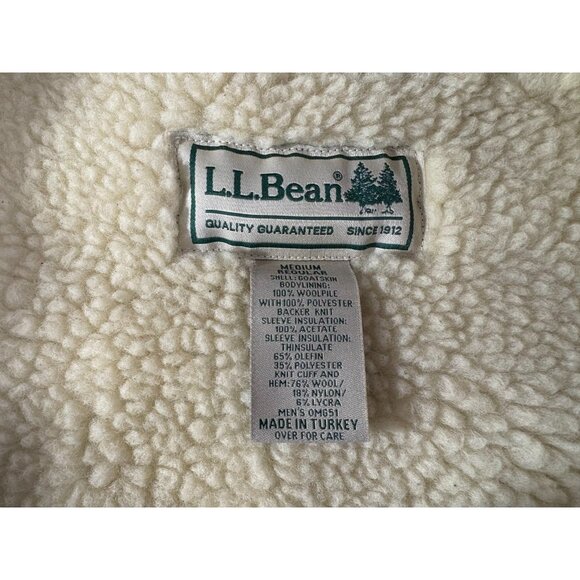 L.L.Bean®
QUALITY GUARANTEED SINCE 1912
MEDIUM
REGULAR
SHELL: GOATSKIN
BODYLINING:
100% WOOLPILE
WITH 100% POLYESTER
BACKER KNIT
SLEEVE INSULATION:
100% ACETATE
SLEEVE INSULATION:
THINSULATE
65% OLEFIN
35% POLYESTER
KNIT CUFF AND
HEM: 76% WOOL/
18% NYLON/
6% LYCRA
MEN'S OMG51
MADE IN TURKEY
OVER FOR CARE